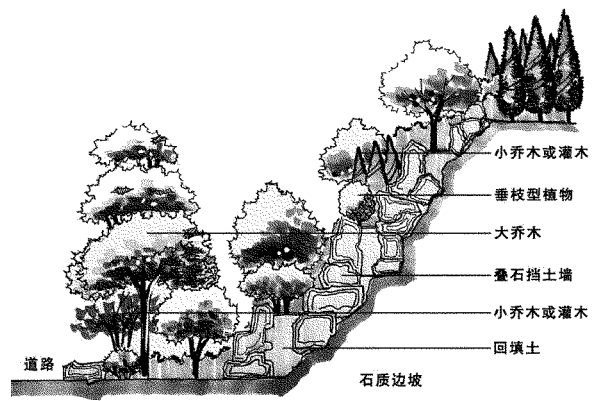 小乔木或灌木
垂枝型植物
大乔木
叠石挡土墙
小乔木或灌木
回填土
道路
石质边坡